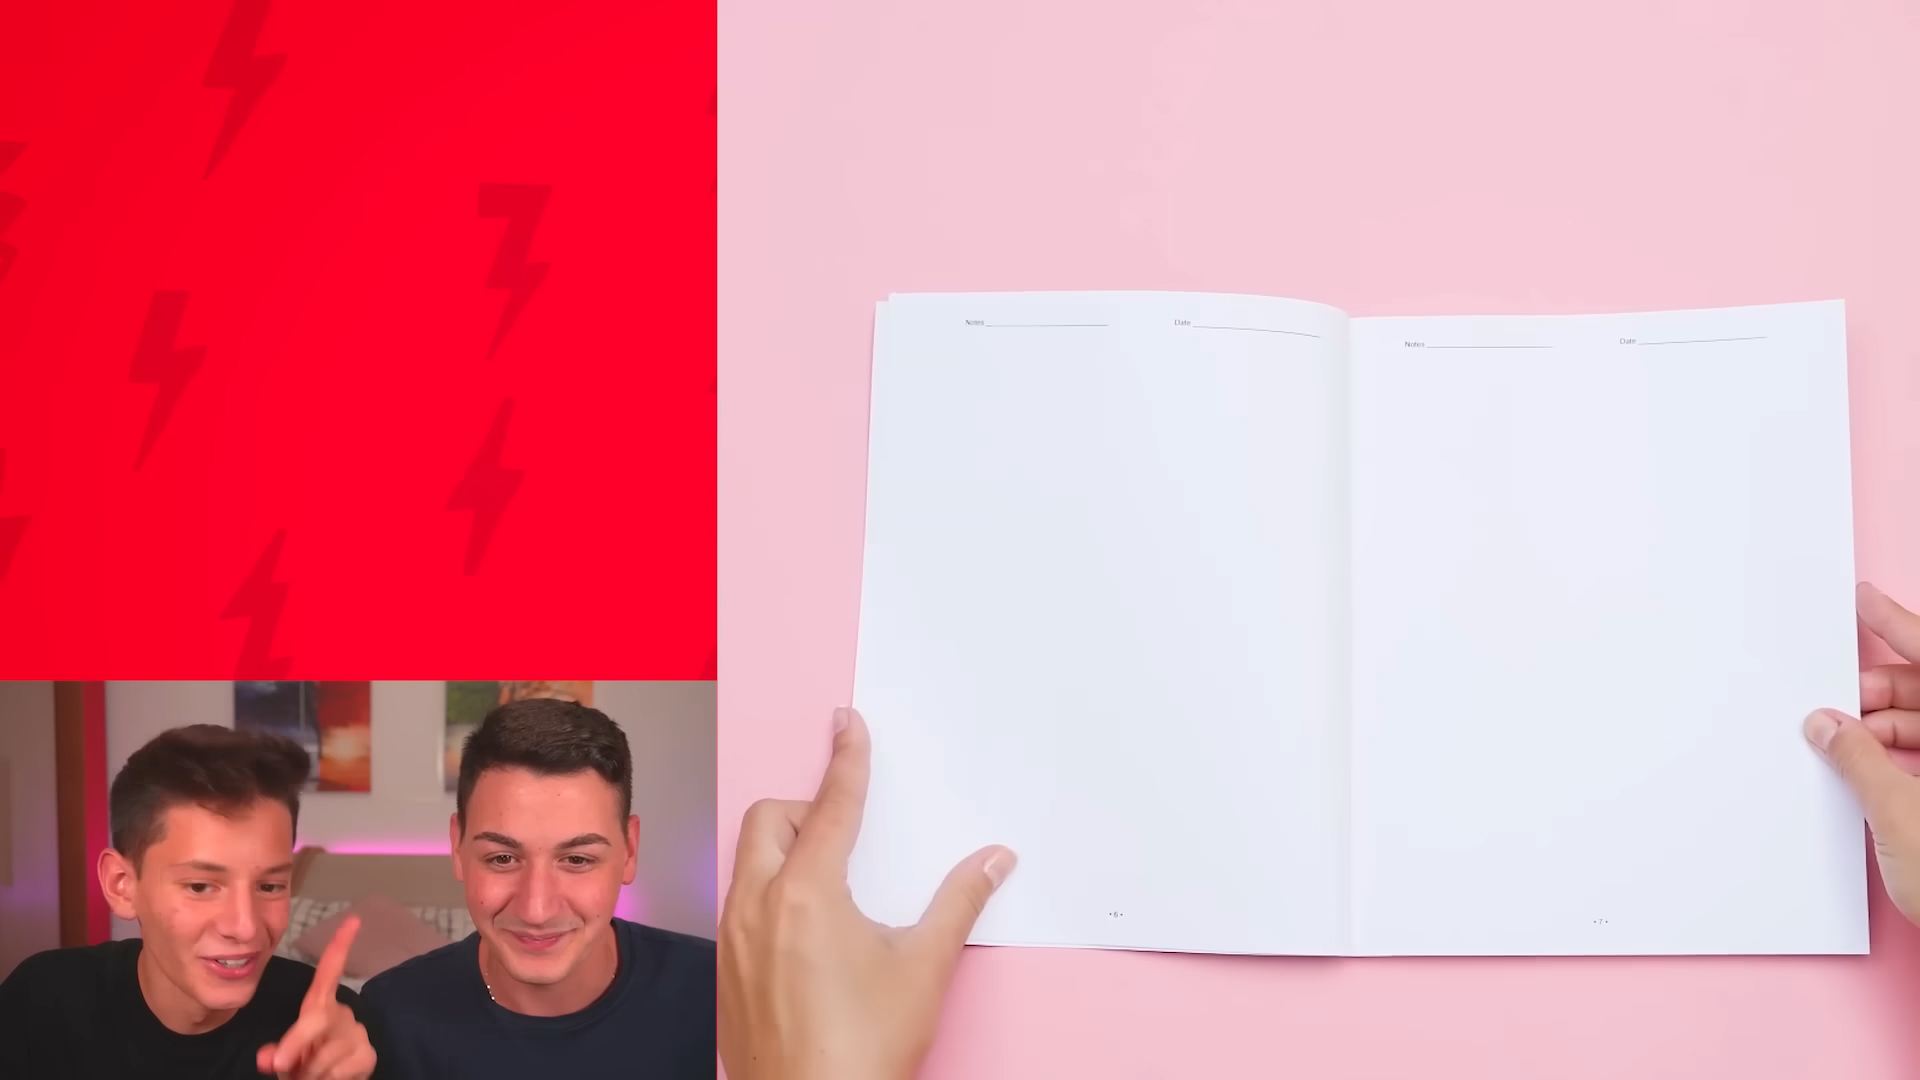 Notes
Date
Notes
Date
• 6 •
• 7 •